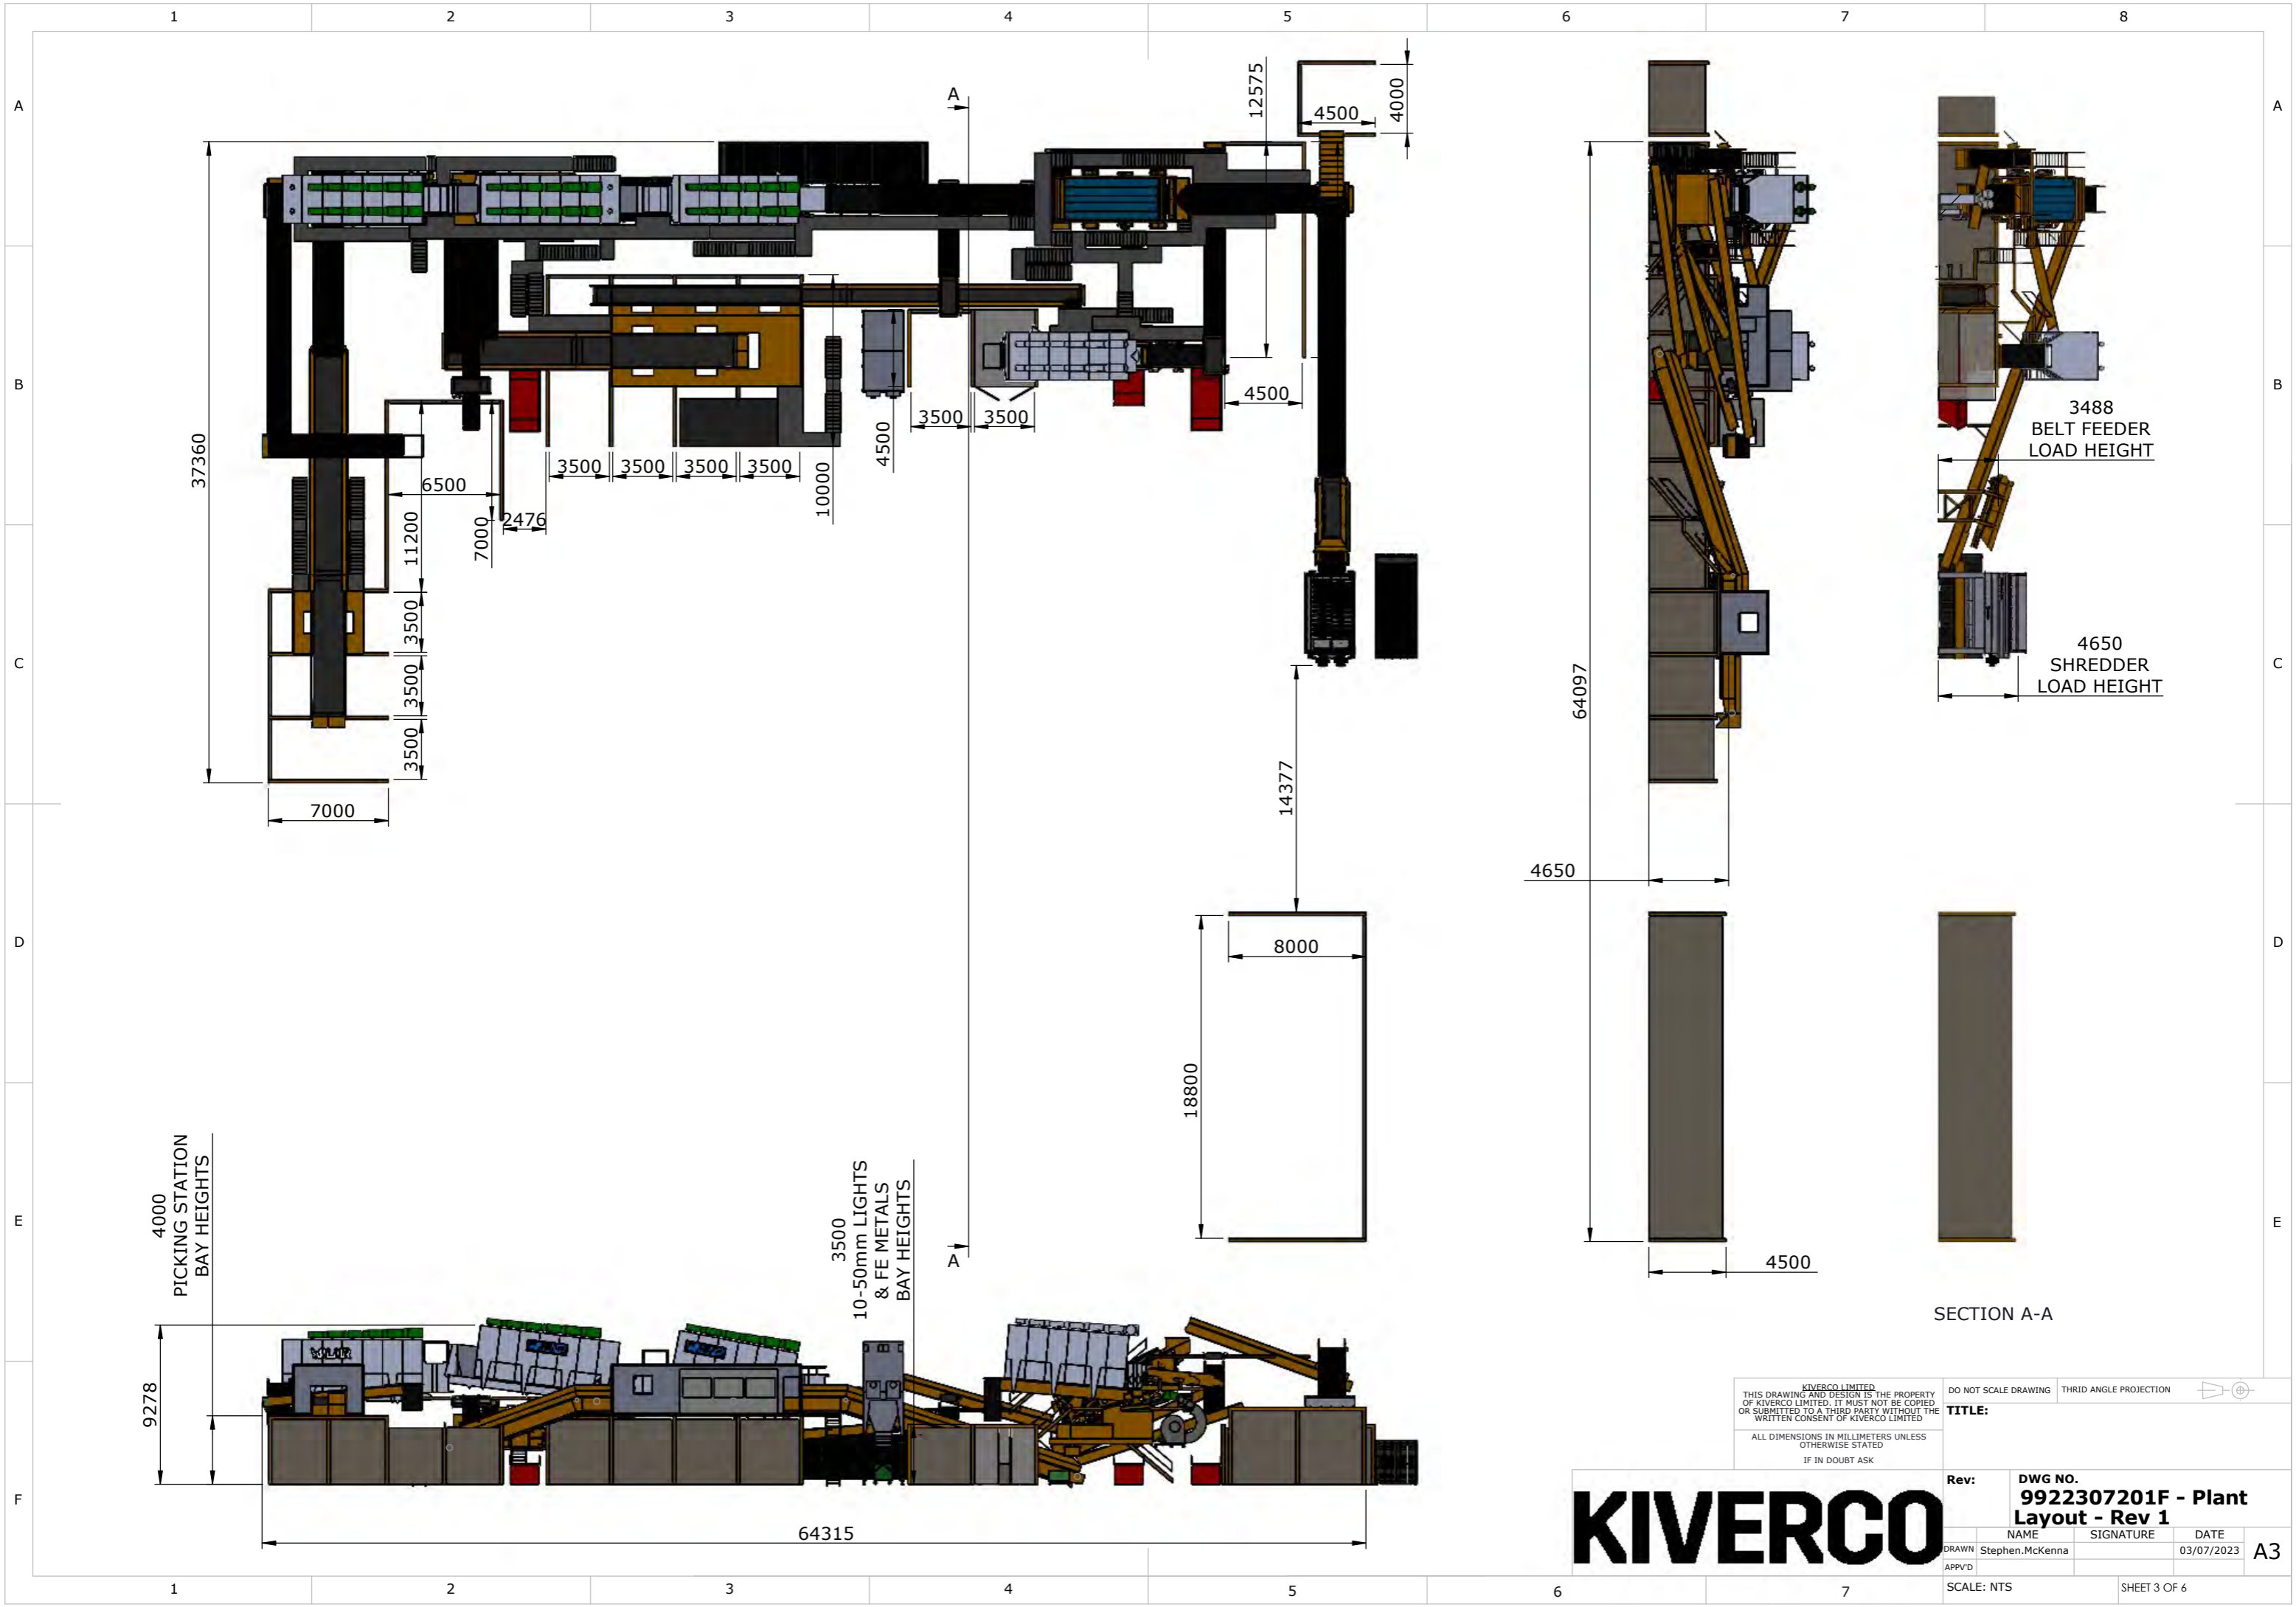 1 2 3 4 5 6 7 8
A
A
B
B
C
C
D
D
E
E
F
A
12575
4500
4000
37360
4500
3500
3500
4500
3500
3500
3500
3500
10000
6500
11200
7000
2476
3500
3500
3500
7000
14377
8000
18800
64097
4650
4500
3488
BELT FEEDER
LOAD HEIGHT
4650
SHREDDER
LOAD HEIGHT
SECTION A-A
A
4000
PICKING STATION
BAY HEIGHTS
3500
10-50mm LIGHTS
& FE METALS
BAY HEIGHTS
9278
64315
KIVERCO LIMITED
THIS DRAWING AND DESIGN IS THE PROPERTY
OF KIVERCO LIMITED. IT MUST NOT BE COPIED
OR SUBMITTED TO A THIRD PARTY WITHOUT THE
WRITTEN CONSENT OF KIVERCO LIMITED
ALL DIMENSIONS IN MILLIMETERS UNLESS
OTHERWISE STATED
IF IN DOUBT ASK
DO NOT SCALE DRAWING THRID ANGLE PROJECTION
TITLE:
KIVERCO
Rev: DWG NO.
9922307201F - Plant
Layout - Rev 1
NAME SIGNATURE DATE
DRAWN Stephen.McKenna 03/07/2023 A3
APPV'D
SCALE: NTS SHEET 3 OF 6
1 2 3 4 5 6 7